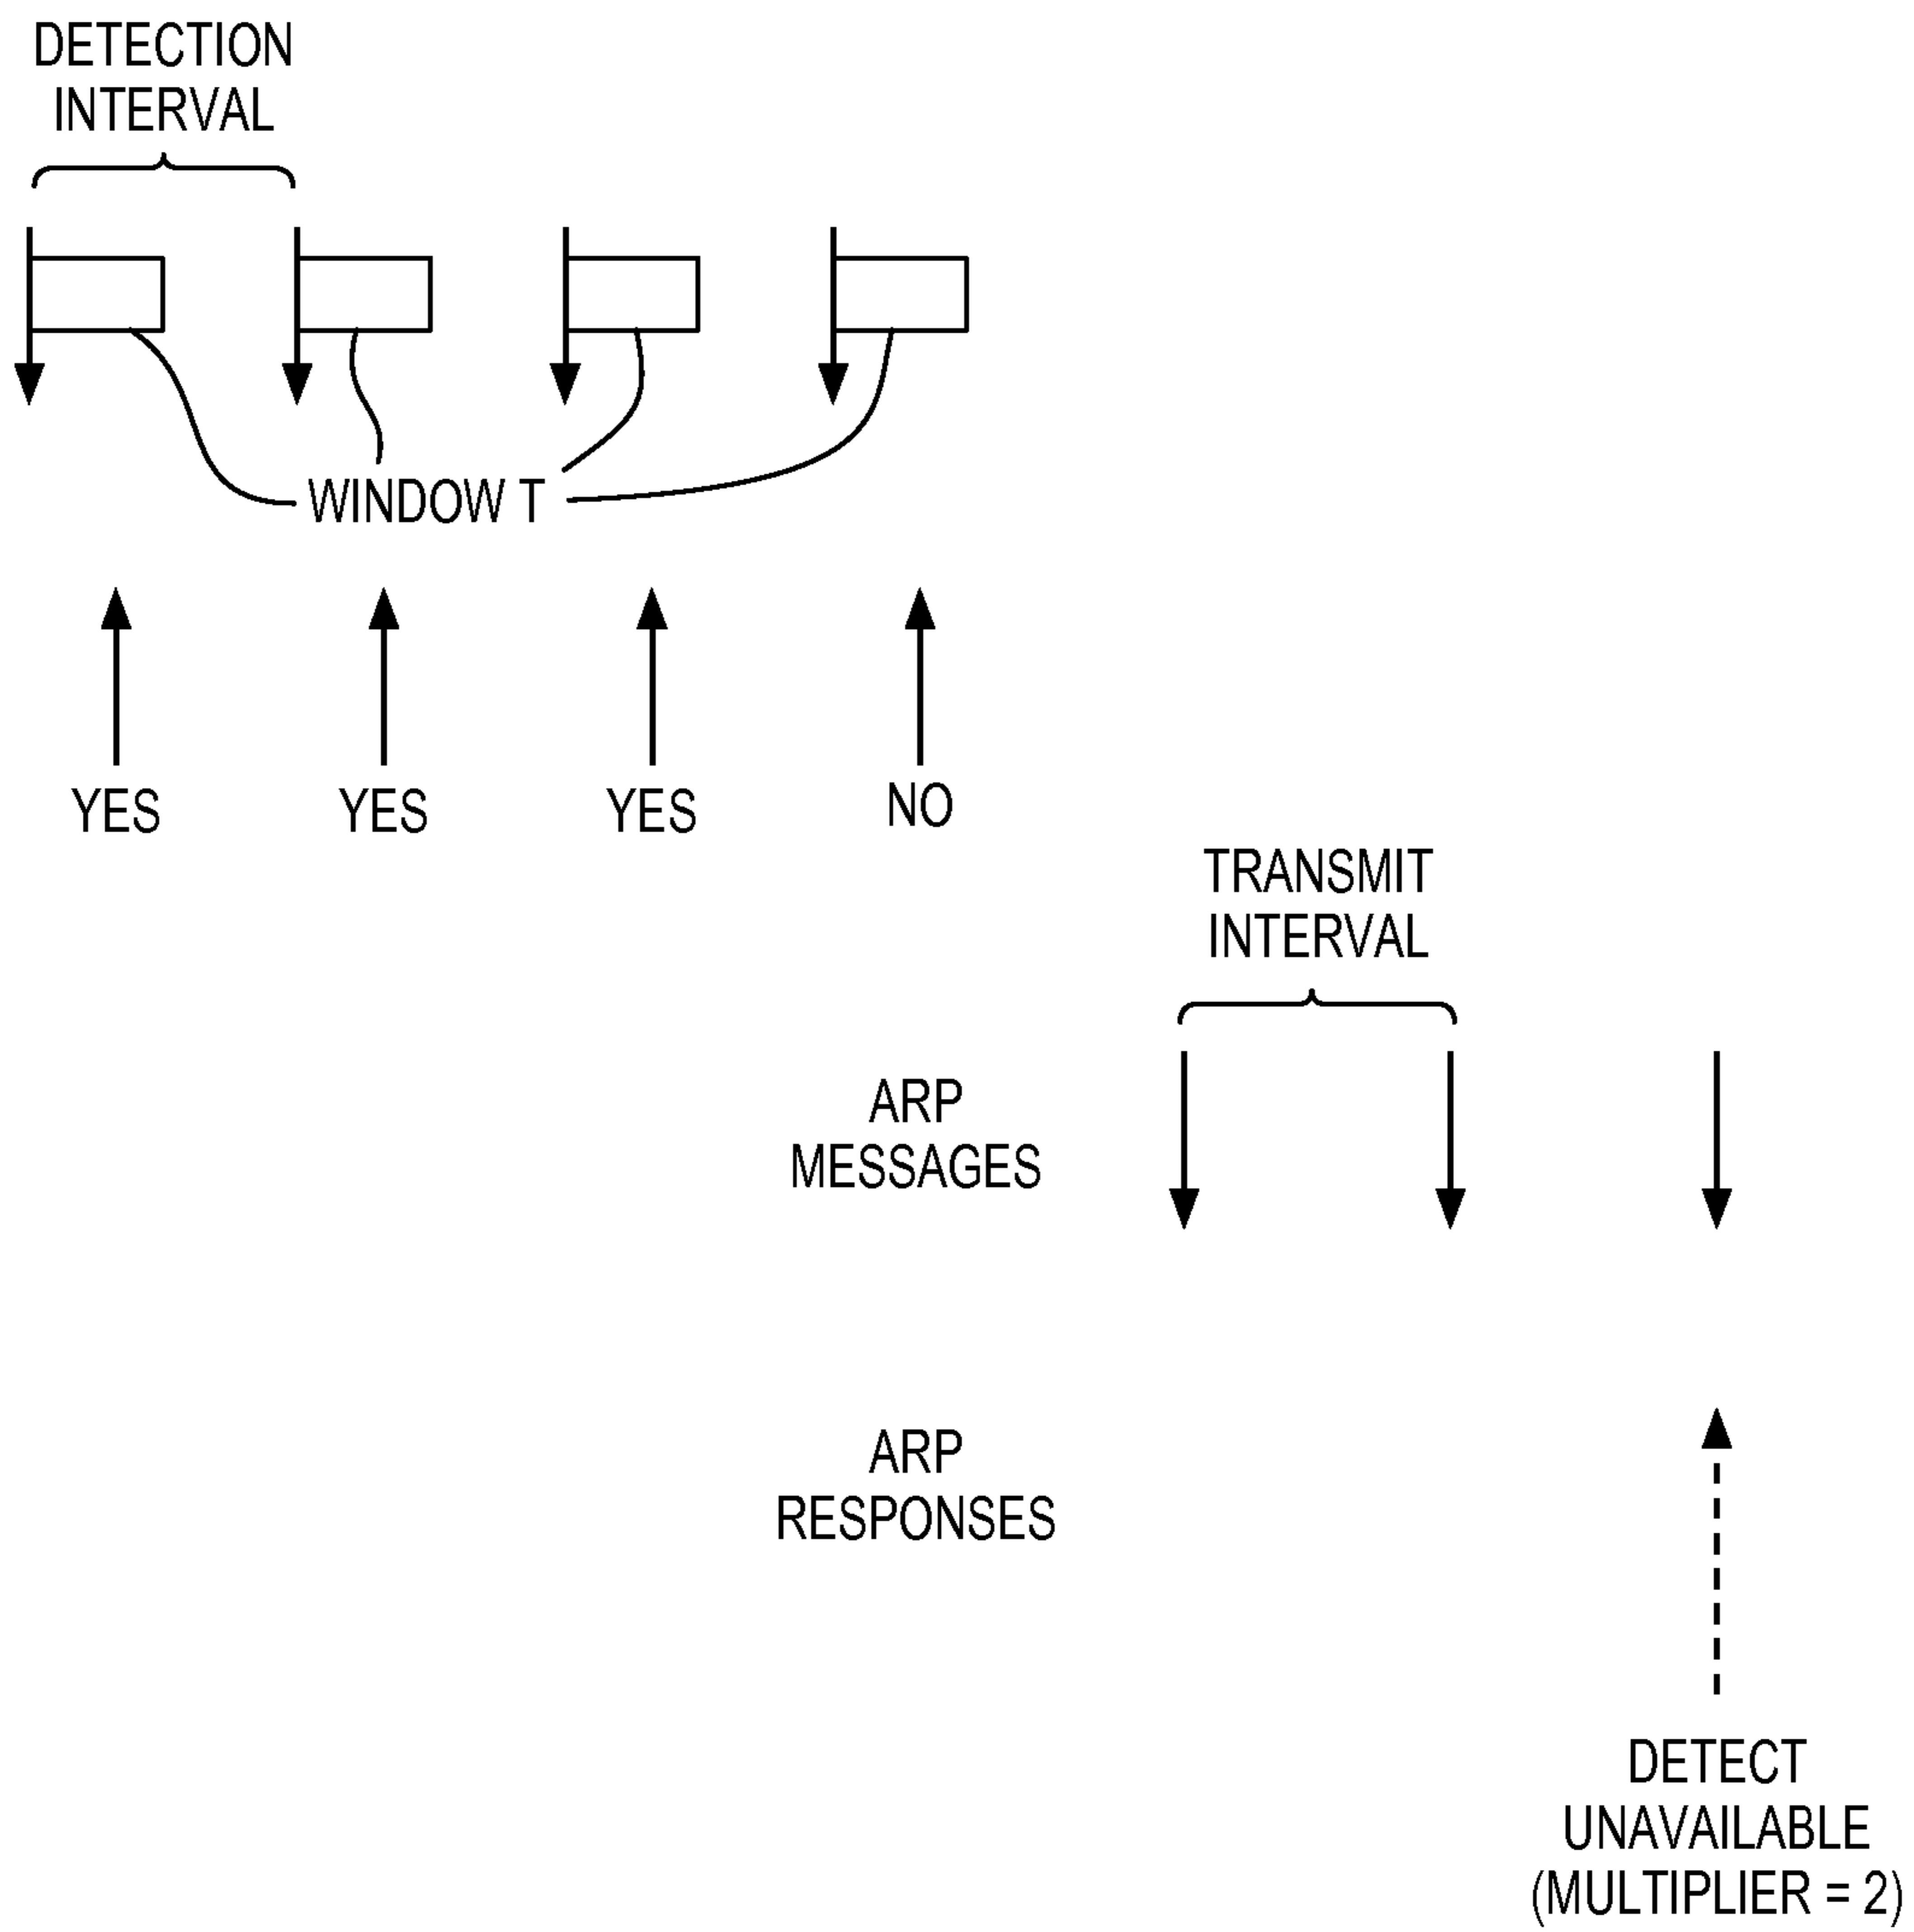 DETECTION
INTERVAL
WINDOW T
YES
YES
YES
NO
TRANSMIT
INTERVAL
ARP
MESSAGES
ARP
RESPONSES
DETECT
UNAVAILABLE
(MULTIPLIER = 2)